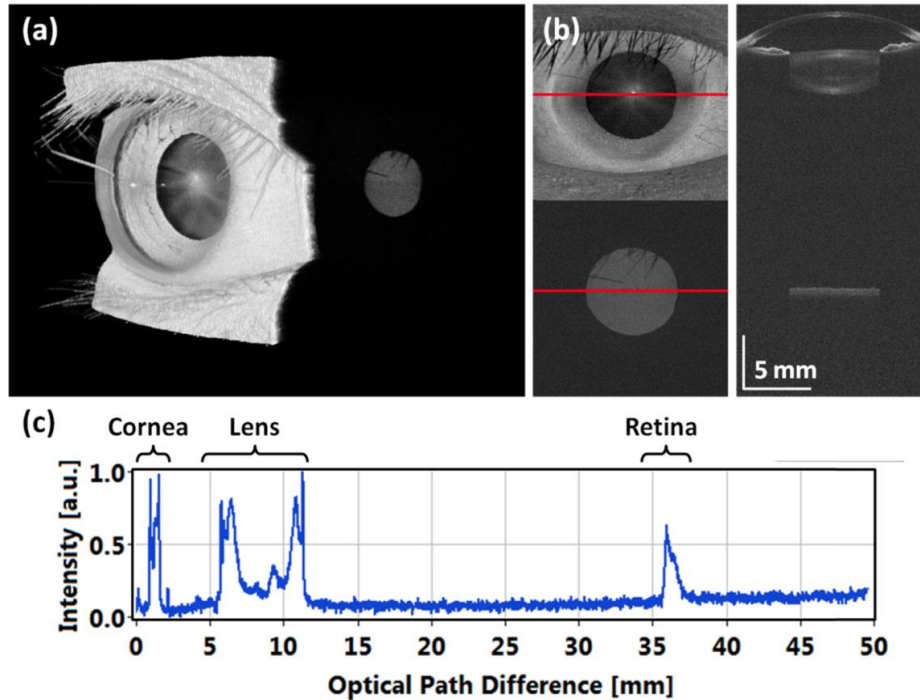 (a)
(b)
5 mm
(c)
Cornea
Lens
Retina
Intensity [a.u.]
1.0
0.5
0.0
0 5 10 15 20 25 30 35 40 45 50
Optical Path Difference [mm]